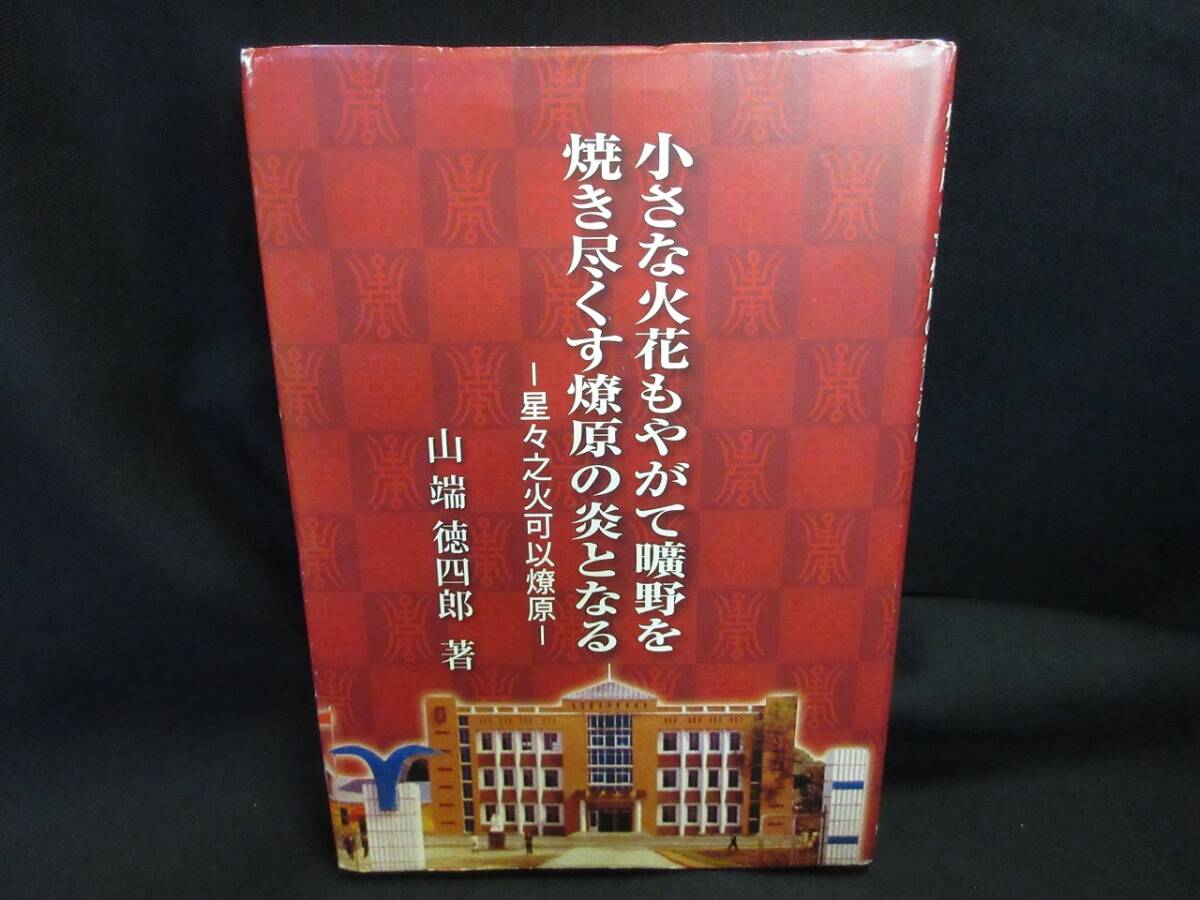 小さな火花もやがて曠野を
焼き尽くす燎原の炎となる
―星々之火可以燎原―
山端徳四郎 著